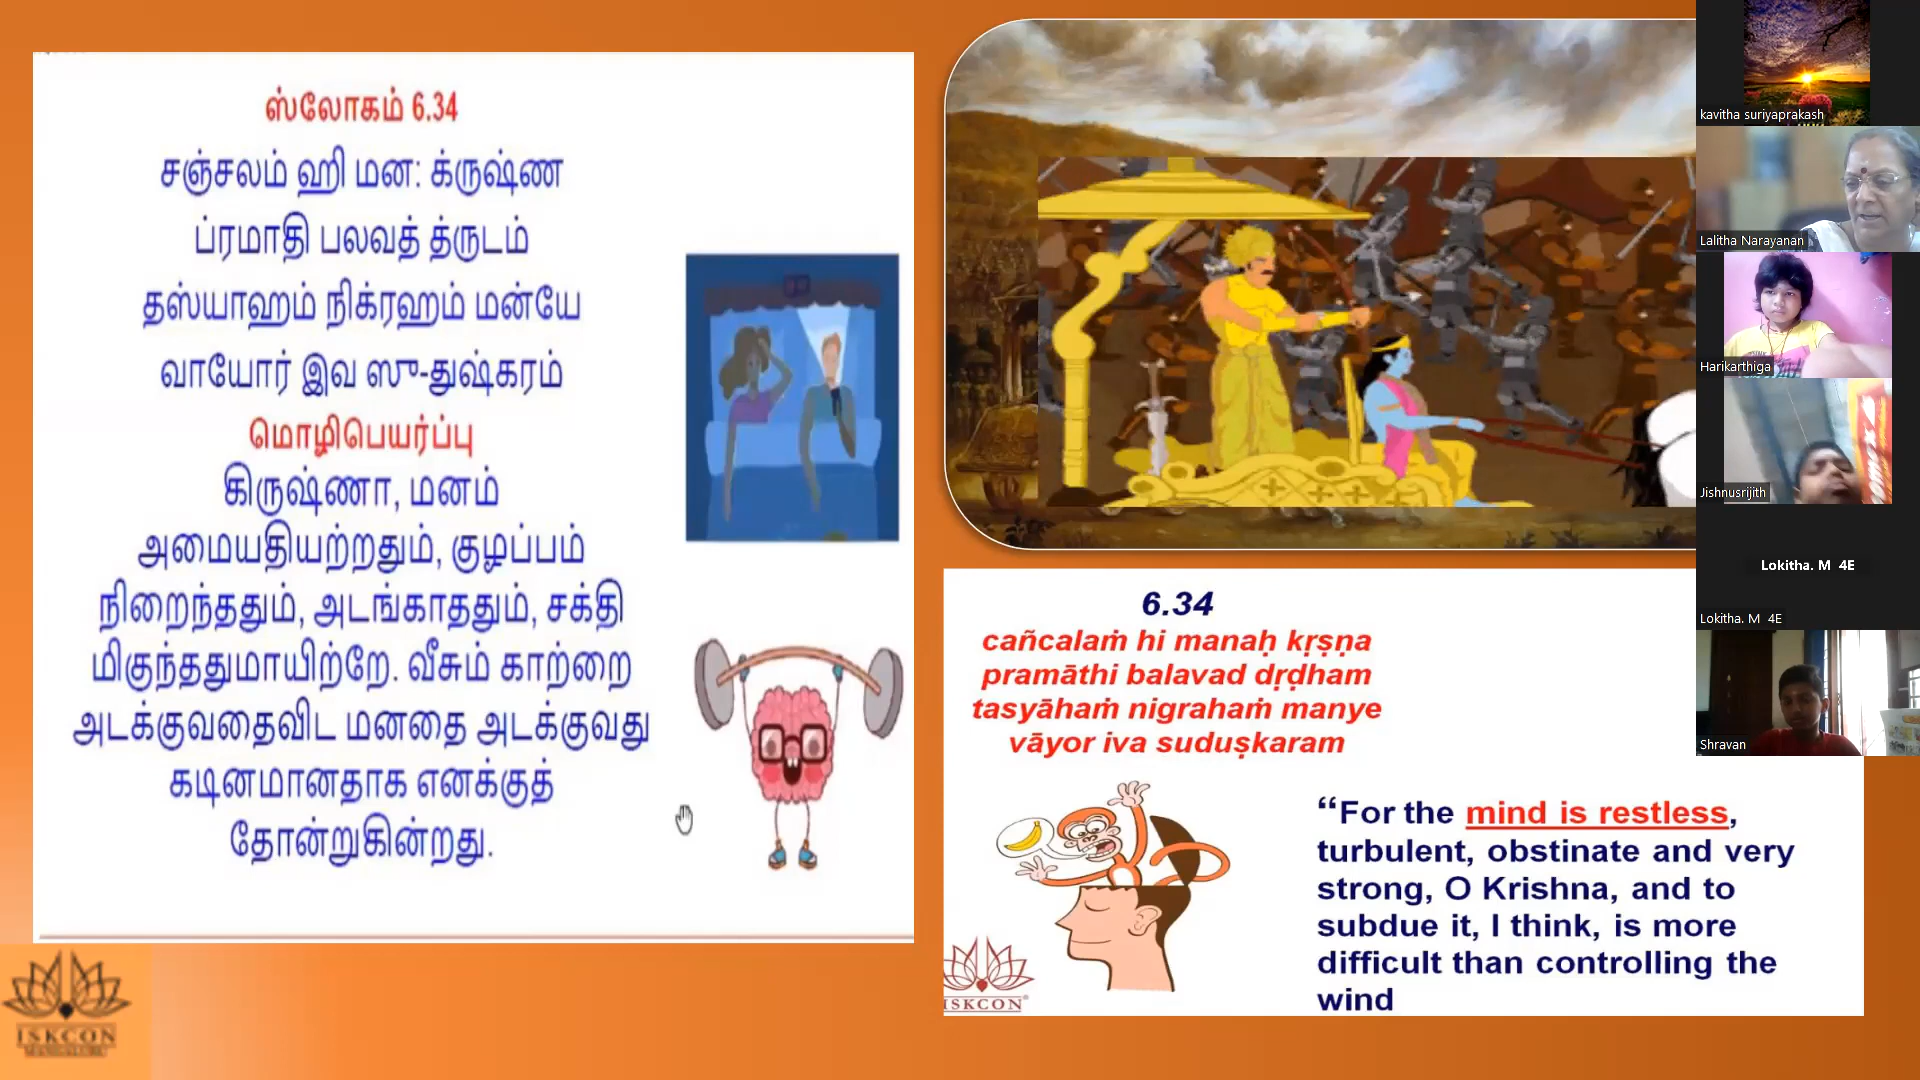 ஸ்லோகம் 6.34
சஞ்சலம் ஹி மன: க்ருஷ்ண
ப்ரமாதி பலவத் த்ருடம்
தஸ்யாஹம் நிக்ரஹம் மன்யே
வாயோர் இவ ஸு-துஷ்கரம்
மொழிபெயர்ப்பு
கிருஷ்ணா, மனம்
அமையதியற்றதும், குழப்பம்
நிறைந்ததும், அடங்காததும், சக்தி
மிகுந்ததுமாயிற்றே. வீசும் காற்றை
அடக்குவதைவிட மனதை அடக்குவது
கடினமானதாக எனக்குத்
தோன்றுகின்றது.
ISKCON
6.34
cañcalaṁ hi manaḥ kṛṣṇa
pramāthi balavad dṛḍham
tasyāhaṁ nigrahaṁ manye
vāyor iva suduṣkaram
“For the mind is restless,
turbulent, obstinate and very
strong, O Krishna, and to
subdue it, I think, is more
difficult than controlling the
wind
ISKCON
kavitha suriyaprakash
Lalitha Narayanan
Harikarthiga
Jishnusrijith
Lokitha. M 4E
Lokitha. M 4E
Shravan